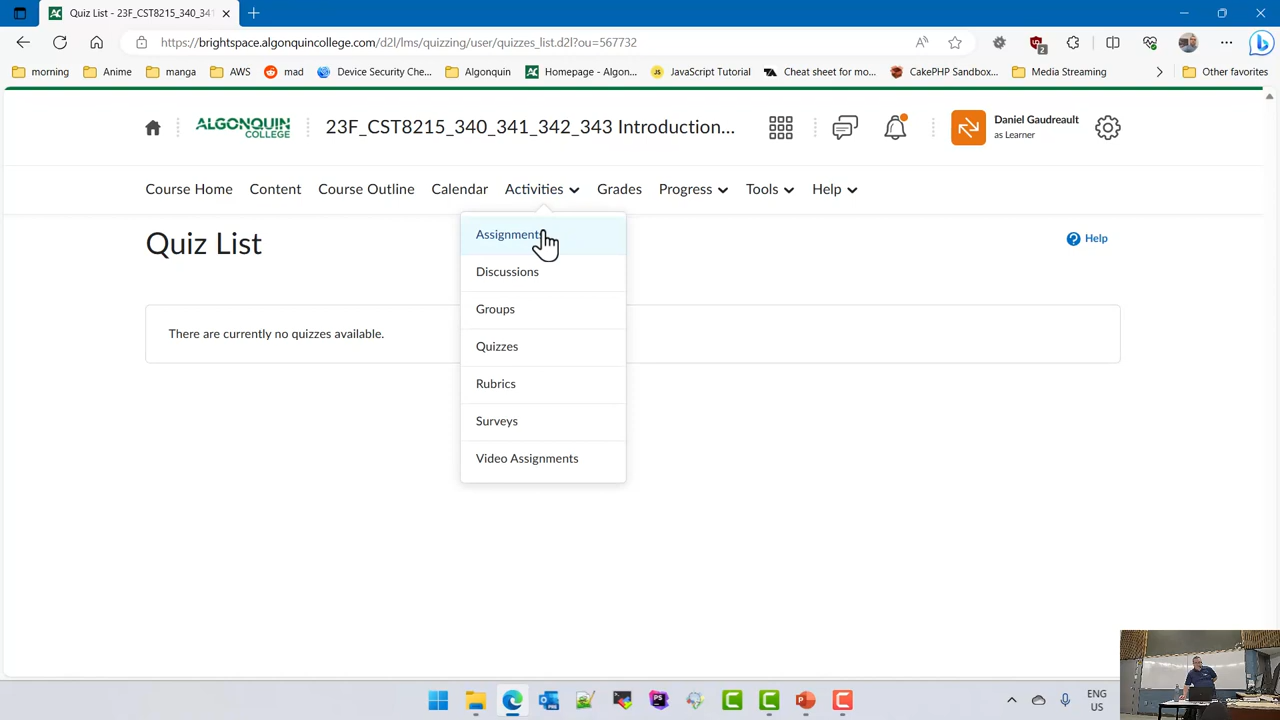 Quiz List - 23F_CST8215_340_341
https://brightspace.algonquincollege.com/d2l/lms/quizzing/user/quizzes_list.d2l?ou=567732
2
morning
Anime
manga
AWS
mad
Device Security Che...
Algonquin
Homepage - Algon...
JavaScript Tutorial
Cheat sheet for mo...
CakePHP Sandbox...
Media Streaming
Other favorites
ALGONQUIN
COLLEGE
23F_CST8215_340_341_342_343 Introduction...
Daniel Gaudreault
as Learner
Course Home
Content
Course Outline
Calendar
Activities
Grades
Progress
Tools
Help
Assignments
Discussions
Groups
Quizzes
Rubrics
Surveys
Video Assignments
Quiz List
Help
There are currently no quizzes available.
ENG
US